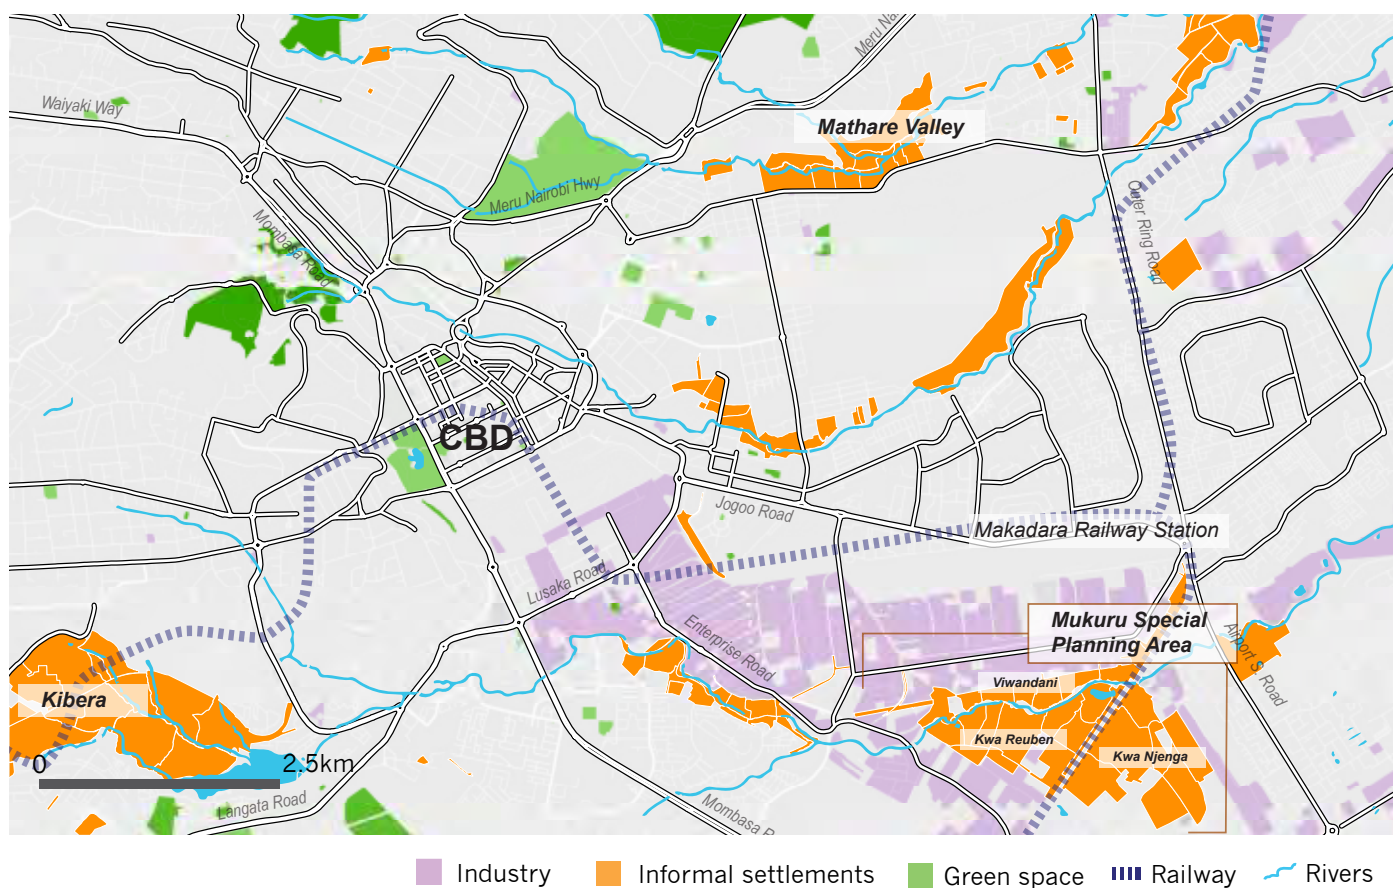 Meru Na
Waiyaki Way
Mathare Valley
Meru Nairobi Hwy
Outer Ring Road
Mombasa Road
CBD
Jogoo Road
Makadara Railway Station
Lusaka Road
Enterprise Road
Mukuru Special
Planning Area
Airport S. Road
Kibera
Viwandani
Kwa Reuben
Kwa Njenga
0 2.5km
Langata Road
Mombasa R
Industry Informal settlements Green space Railway Rivers